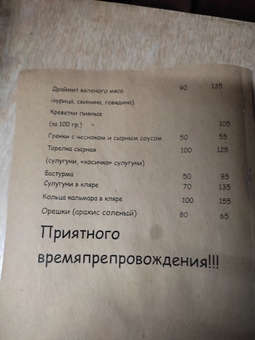 Драймит вяленого мяса 90 135
(курица, свинина, говядина)
Креветки пивные
(за 100 гр.) 105
Гренки с чесноком и сырным соусом 50 55
Тарелка сырная 100 125
(сулугуни, «косичка» сулугуни)
Бастурма 50 85
Сулугуни в кляре 70 135
Кольца кальмара в кляре 100 155
Орешки (арахис соленый) 80 65
Приятного
времяпрепровождения!!!